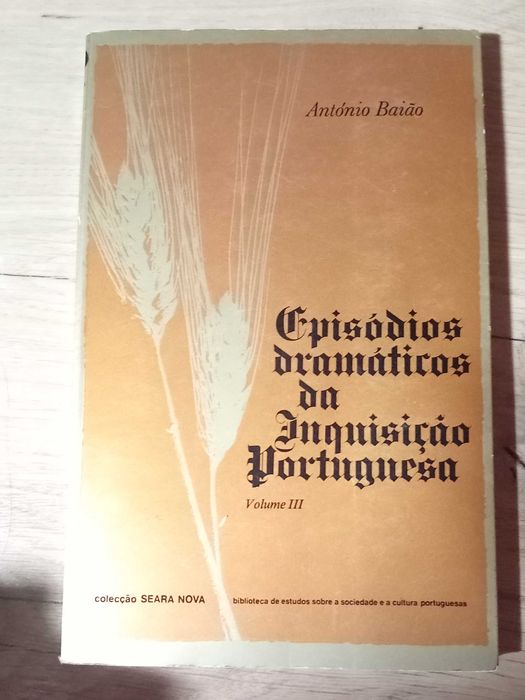 António Baião
Episódios
dramáticos
da
Inquisição
Portuguesa
Volume III
colecção SEARA NOVA biblioteca de estudos sobre a sociedade e a cultura portuguesas